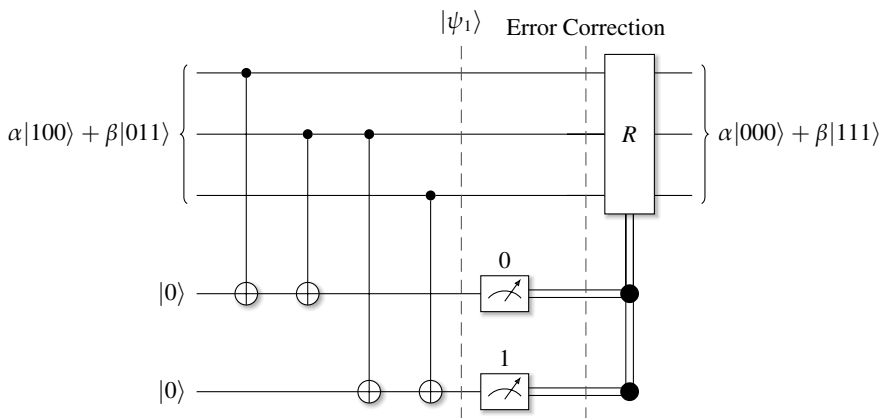 |ψ₁⟩ Error Correction
α|100⟩ + β|011⟩
R
α|000⟩ + β|111⟩
0
|0⟩
1
|0⟩